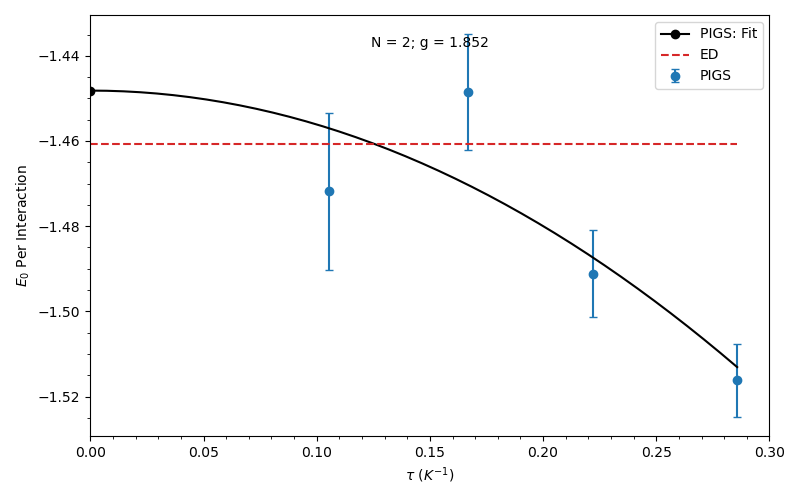 N = 2; g = 1.852
PIGS: Fit
ED
PIGS
E₀ Per Interaction
−1.44
−1.46
−1.48
−1.50
−1.52
0.00 0.05 0.10 0.15 0.20 0.25 0.30
τ (K⁻¹)